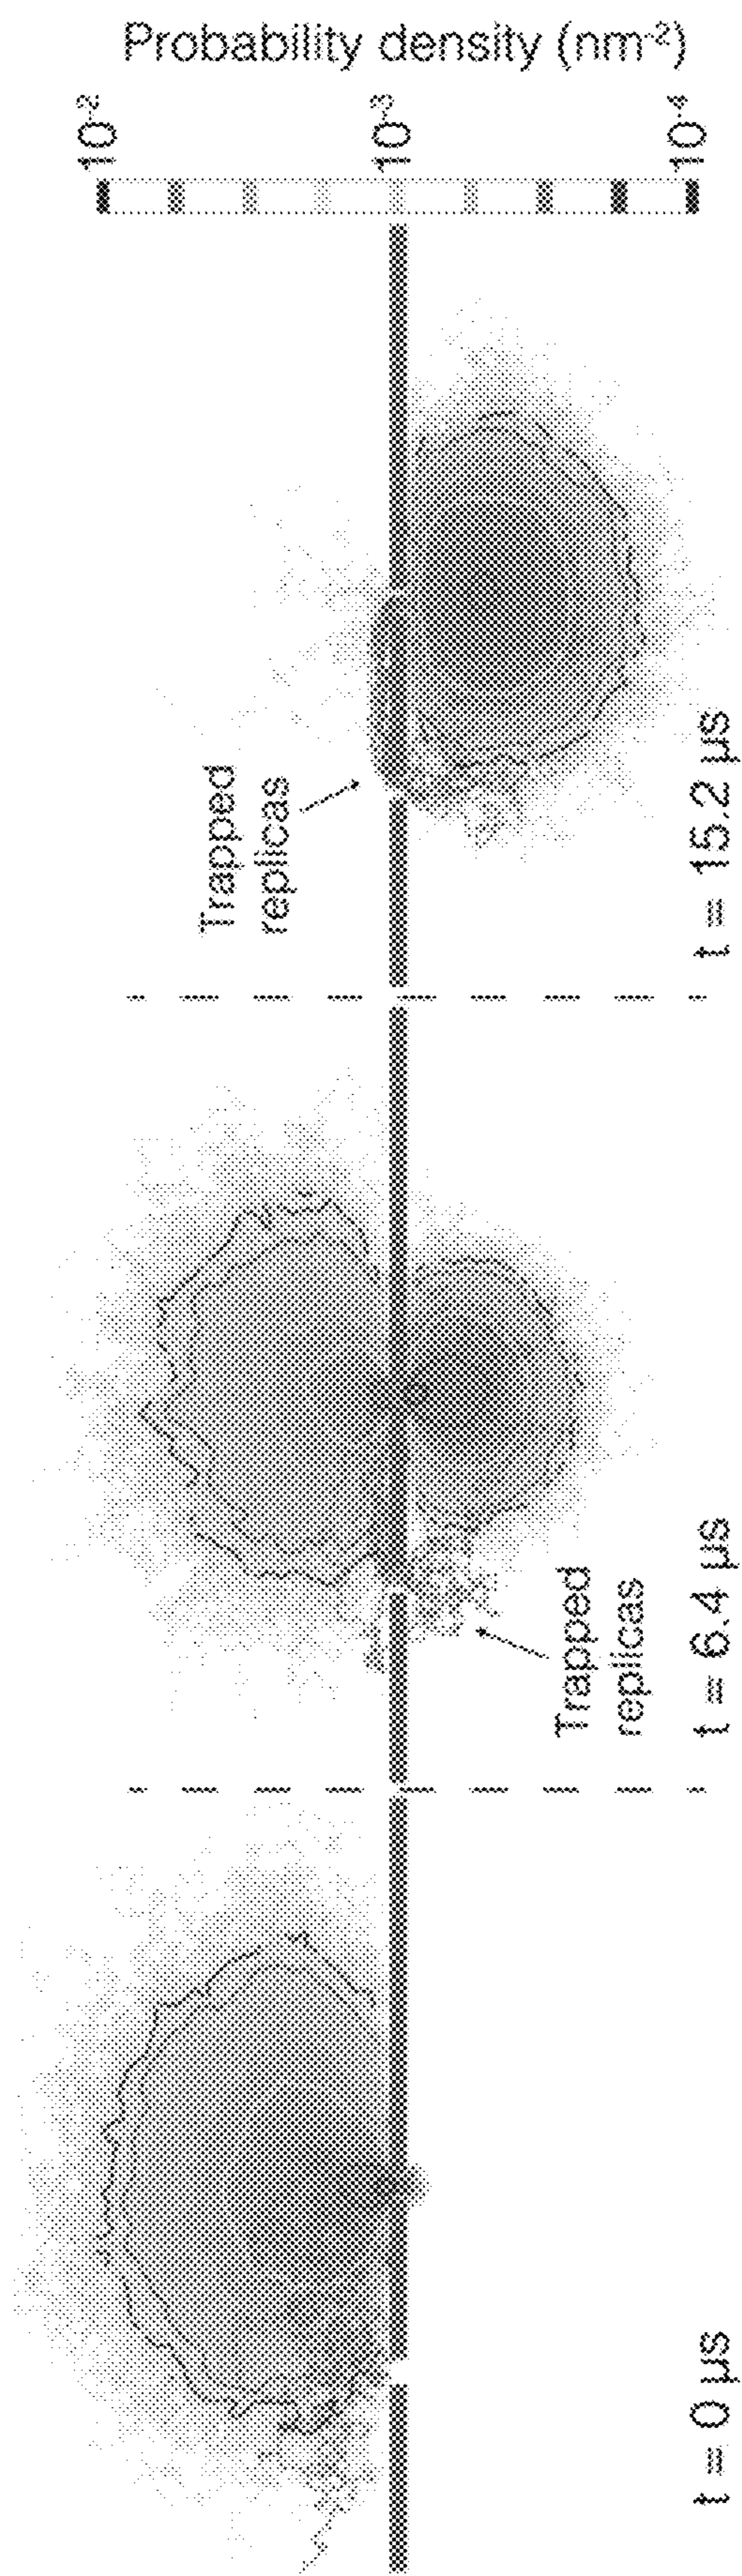 Probability density (nm⁻²)
10⁻²
10⁻³
10⁻⁴
Trapped
replicas
t = 15.2 µs
Trapped
replicas
t = 6.4 µs
t = 0 µs